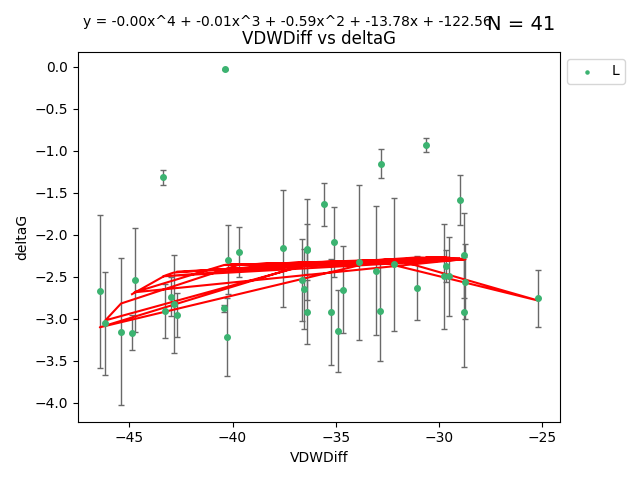 y = -0.00x^4 + -0.01x^3 + -0.59x^2 + -13.78x + -122.56
N = 41
VDWDiff vs deltaG
L
0.0
−0.5
−1.0
−1.5
−2.0
−2.5
−3.0
−3.5
−4.0
deltaG
−45
−40
−35
−30
−25
VDWDiff